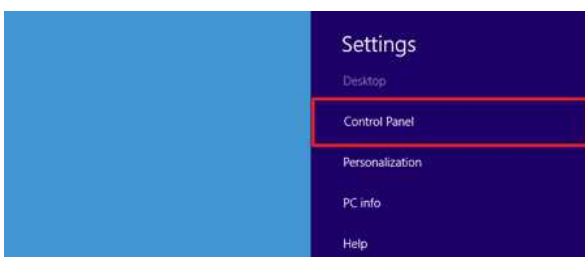 Settings
Desktop
Control Panel
Personalization
PC info
Help